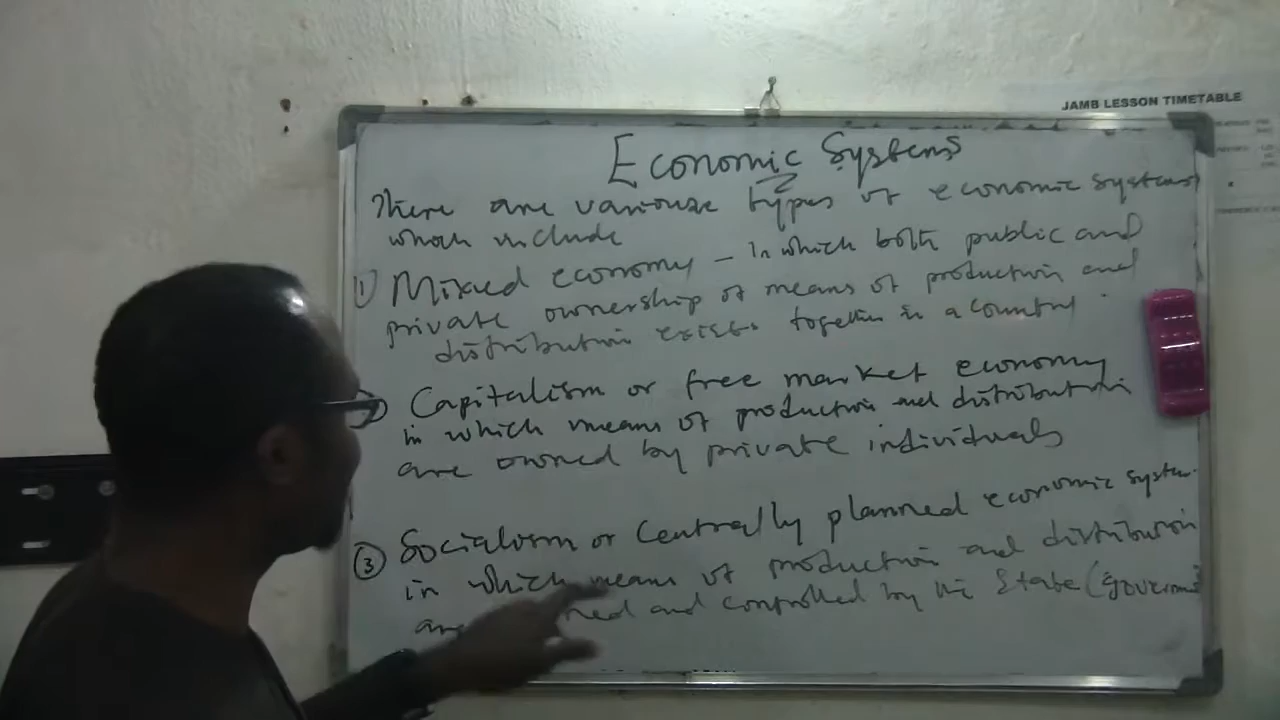 JAMB LESSON TIMETABLE
Economic Systems
There are various types of economic systems
which include
1) Mixed economy - In which both public and
private ownership of means of production and
distribution exists together in a country.
Capitalism or free market economy
in which means of production and distribution
are owned by private individuals
3 Socialism or Centrally planned economic system
in which means of production and distribution
are and controlled by the State (